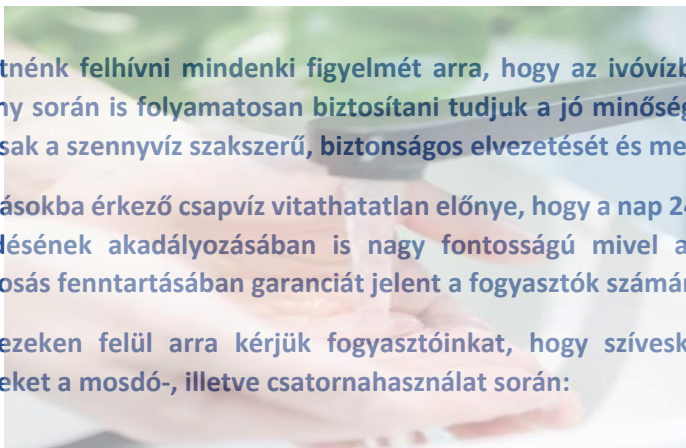 tnénk felhívni mindenki figyelmét arra, hogy az ivóvízb
ny során is folyamatosan biztosítani tudjuk a jó minőség
sak a szennyvíz szakszerű, biztonságos elvezetését és me
ásokba érkező csapvíz vitathatatlan előnye, hogy a nap 24
désének akadályozásában is nagy fontosságú mivel a
osás fenntartásában garanciát jelent a fogyasztók számár
ezeken felül arra kérjük fogyasztóinkat, hogy szívesk
eket a mosdó-, illetve csatornahasználat során: